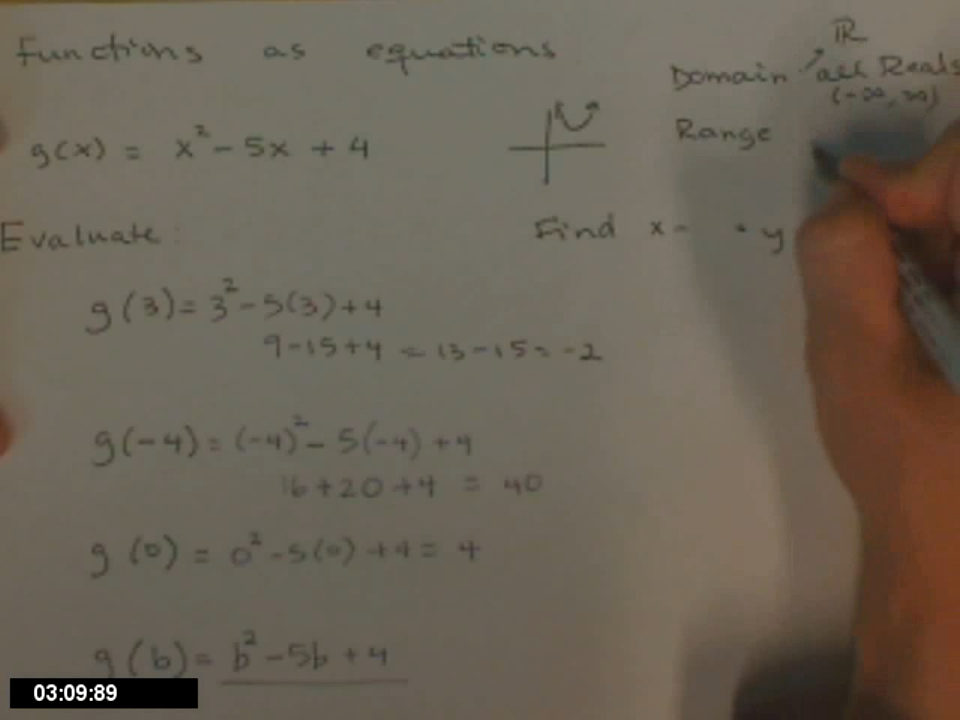 Functions as equations
IR
Domain all Reals
(-∞, ∞)
g(x) = x² - 5x + 4
Range
Evaluate:
Find x - y
g(3) = 3² - 5(3) + 4
9 - 15 + 4 = 13 - 15 = -2
g(-4) = (-4)² - 5(-4) + 4
16 + 20 + 4 = 40
g(0) = 0² - 5(0) + 4 = 4
g(b) = b² - 5b + 4
03:09:89